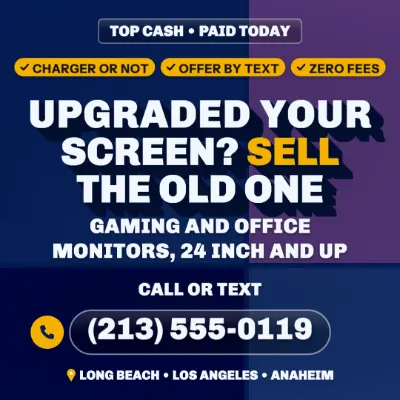 TOP CASH • PAID TODAY
✓ CHARGER OR NOT ✓ OFFER BY TEXT ✓ ZERO FEES
UPGRADED YOUR
SCREEN? SELL
THE OLD ONE
GAMING AND OFFICE
MONITORS, 24 INCH AND UP
CALL OR TEXT
(213) 555-0119
LONG BEACH • LOS ANGELES • ANAHEIM